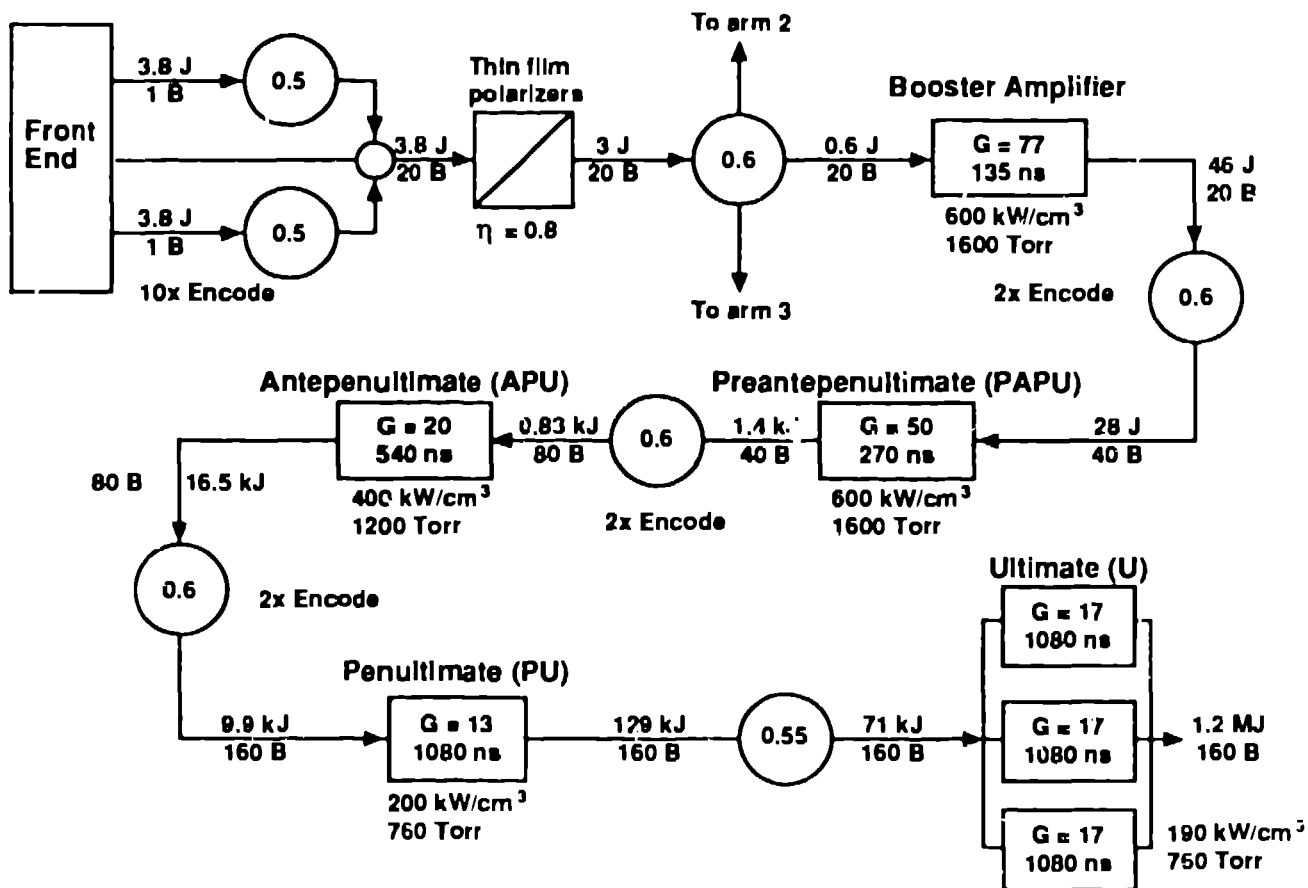 To arm 2
3.8 J
1 B
0.5
Front
End
3.8 J
20 B
Thin film
polarizers
η = 0.8
3 J
20 B
0.6
0.6 J
20 B
Booster Amplifier
G = 77
135 ns
600 kW/cm³
1600 Torr
46 J
20 B
3.8 J
1 B
0.5
10x Encode
To arm 3
2x Encode
0.6
Antepenultimate (APU)
G = 20
540 ns
400 kW/cm³
1200 Torr
0.83 kJ
80 B
0.6
2x Encode
1.4
40 B
Preantepenultimate (PAPU)
G = 50
270 ns
600 kW/cm³
1600 Torr
28 J
40 B
80 B
16.5 kJ
0.6
2x Encode
Penultimate (PU)
9.9 kJ
160 B
G = 13
1080 ns
200 kW/cm³
760 Torr
129 kJ
160 B
0.55
71 kJ
160 B
Ultimate (U)
G = 17
1080 ns
G = 17
1080 ns
G = 17
1080 ns
1.2 MJ
160 B
190
750 Torr